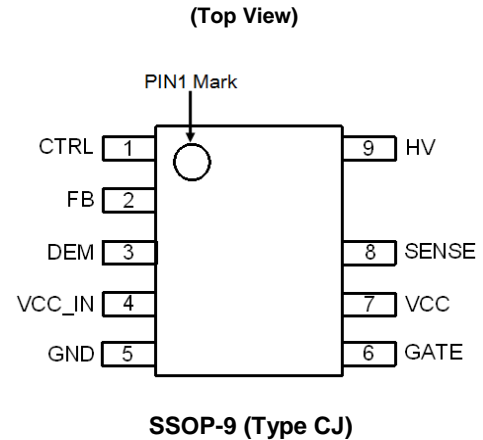 (Top View)
PIN1 Mark
CTRL 1 9 HV
FB 2
DEM 3 8 SENSE
VCC_IN 4 7 VCC
GND 5 6 GATE
SSOP-9 (Type CJ)